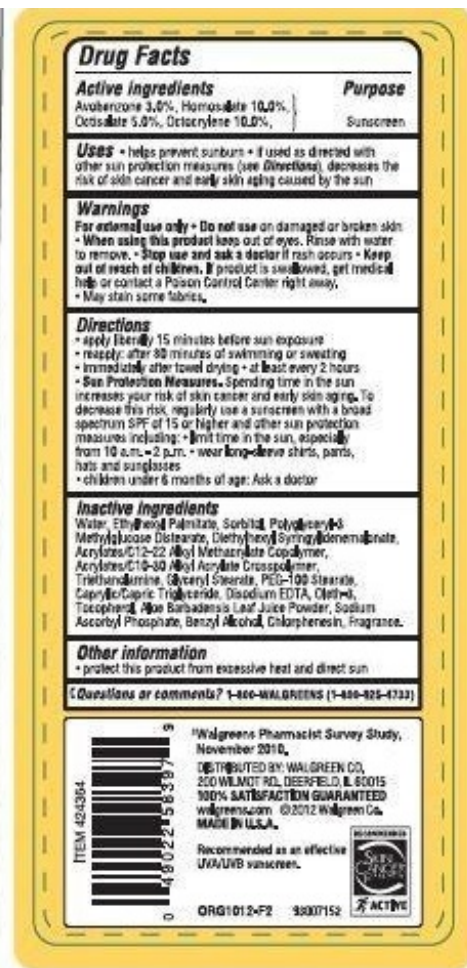 Drug Facts
Active ingredients Purpose
Avobenzone 3.0%, Homosalate 10.0%,
Octisalate 5.0%, Octocrylene 10.0%, Sunscreen
Uses • helps prevent sunburn • if used as directed with
other sun protection measures (see Directions), decreases the
risk of skin cancer and early skin aging caused by the sun
Warnings
For external use only • Do not use on damaged or broken skin
• When using this product keep out of eyes. Rinse with water
to remove. • Stop use and ask a doctor if rash occurs • Keep
out of reach of children. If product is swallowed, get medical
help or contact a Poison Control Center right away.
• May stain some fabrics.
Directions
• apply liberally 15 minutes before sun exposure
• reapply: after 80 minutes of swimming or sweating
• immediately after towel drying • at least every 2 hours
• Sun Protection Measures. Spending time in the sun
increases your risk of skin cancer and early skin aging. To
decrease this risk, regularly use a sunscreen with a broad
spectrum SPF of 15 or higher and other sun protection
measures including: • limit time in the sun, especially
from 10 a.m. – 2 p.m. • wear long-sleeve shirts, pants,
hats and sunglasses
• children under 6 months of age: Ask a doctor
Inactive ingredients
Water, Ethylhexyl Palmitate, Sorbitol, Polyglyceryl-3
Methylglucose Distearate, Diethylhexyl Syringylidenemalonate,
Acrylates/C12-22 Alkyl Methacrylate Copolymer,
Acrylates/C10-30 Alkyl Acrylate Crosspolymer,
Triethanolamine, Glyceryl Stearate, PEG-100 Stearate,
Caprylic/Capric Triglyceride, Disodium EDTA, Oleth-3,
Tocopherol, Aloe Barbadensis Leaf Juice Powder, Sodium
Ascorbyl Phosphate, Benzyl Alcohol, Chlorphenesin, Fragrance.
Other information
• protect this product from excessive heat and direct sun
Questions or comments? 1-800-WALGREENS (1-800-925-4733)
ITEM 424364
0 49022 58397 9
Walgreens Pharmacist Survey Study,
November 2010.
DISTRIBUTED BY: WALGREEN CO.
200 WILMOT RD., DEERFIELD, IL 60015
100% SATISFACTION GUARANTEED
walgreens.com ©2012 Walgreen Co.
MADE IN U.S.A.
Recommended as an effective
UVA/UVB sunscreen.
RECOMMENDED
SKIN
CANCER
ACTIVE
ORG1012-F2 93007152